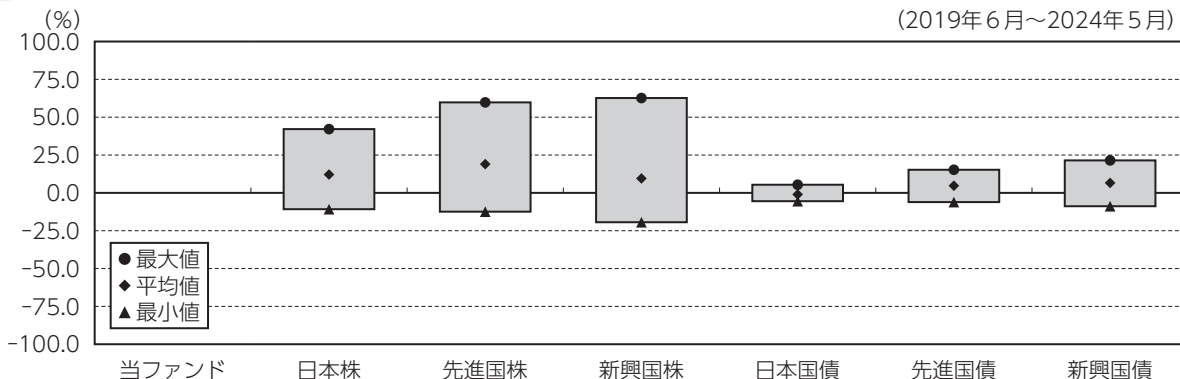 (%)
(2019年6月～2024年5月)
100.0
75.0
50.0
25.0
0.0
-25.0
-50.0
-75.0
-100.0
●最大値
◆平均値
▲最小値
当ファンド 日本株 先進国株 新興国株 日本国債 先進国債 新興国債